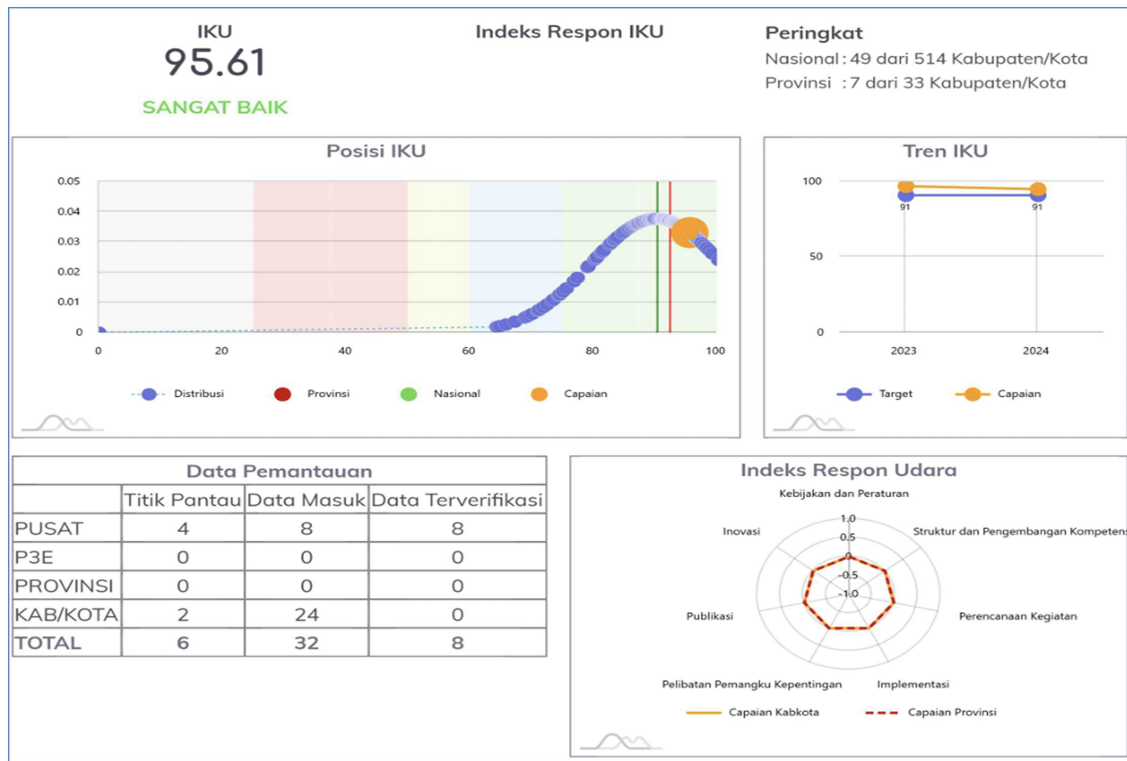 IKU
95.61
SANGAT BAIK
Indeks Respon IKU
Peringkat
Nasional : 49 dari 514 Kabupaten/Kota
Provinsi : 7 dari 33 Kabupaten/Kota
Posisi IKU
0.05
0.04
0.03
0.02
0.01
0
0 20 40 60 80 100
Distribusi Provinsi Nasional Capaian
Tren IKU
100
50
0
91 91
2023 2024
Target Capaian
Data Pemantauan
Titik Pantau Data Masuk Data Terverifikasi
PUSAT 4 8 8
P3E 0 0 0
PROVINSI 0 0 0
KAB/KOTA 2 24 0
TOTAL 6 32 8
Indeks Respon Udara
Kebijakan dan Peraturan
1.0
0.5
0
-0.5
-1.0
Inovasi
Struktur dan Pengembangan Kompetens
Publikasi
Perencanaan Kegiatan
Pelibatan Pemangku Kepentingan
Implementasi
Capaian Kabkota Capaian Provinsi